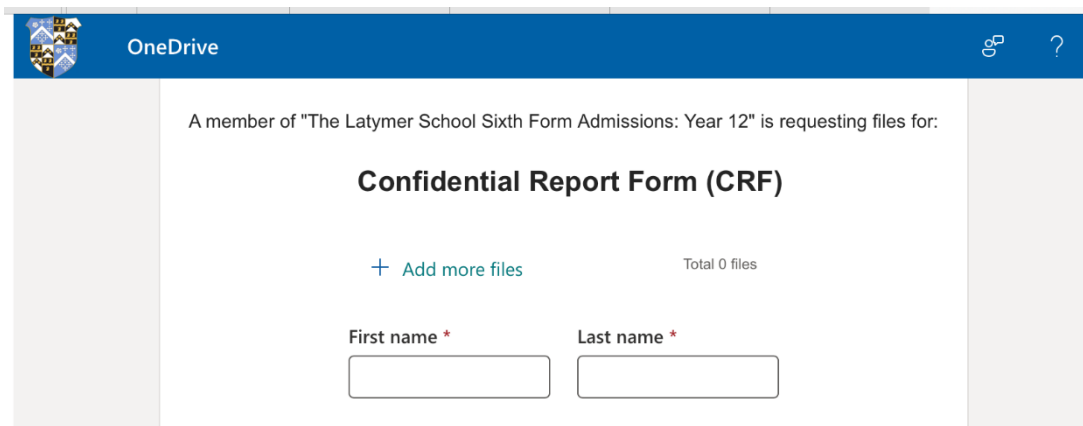 OneDrive
?
A member of "The Latymer School Sixth Form Admissions: Year 12" is requesting files for:
Confidential Report Form (CRF)
+ Add more files Total 0 files
First name * Last name *